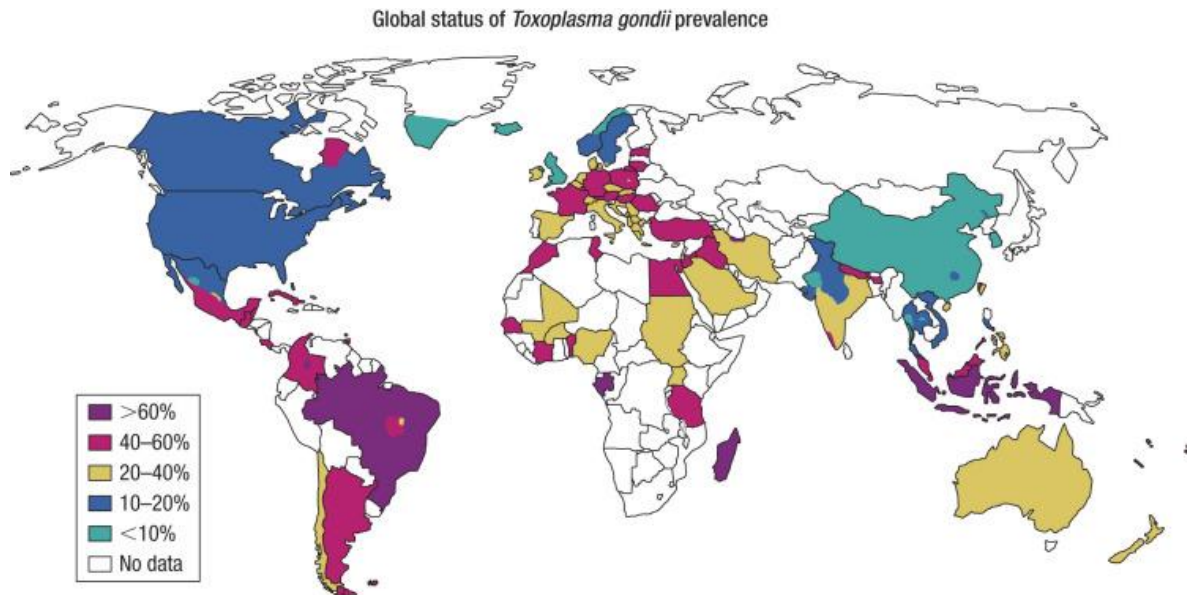 Global status of Toxoplasma gondii prevalence
>60%
40–60%
20–40%
10–20%
<10%
No data